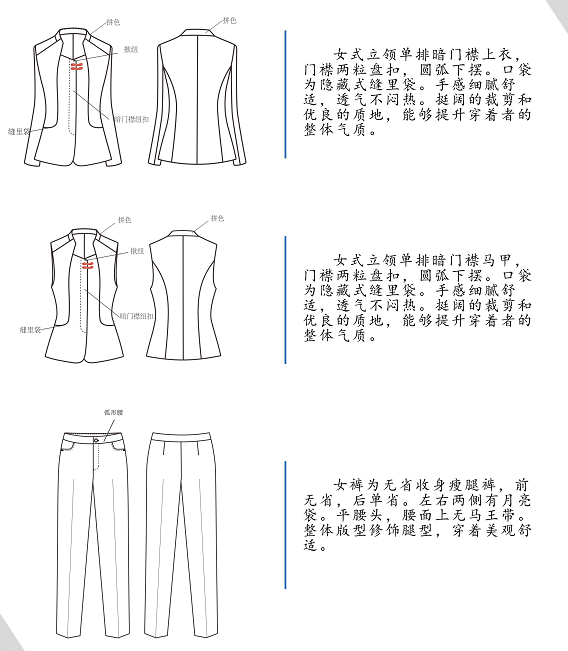 拼色
拼色
揿纽
暗门襟纽扣
缝里袋
女式立领单排暗门襟上衣，
门襟两粒盘扣，圆弧下摆。口袋
为隐藏式缝里袋。手感细腻舒
适，透气不闷热。挺阔的裁剪和
优良的质地，能够提升穿着者的
整体气质。
拼色
拼色
揿纽
暗门襟纽扣
缝里袋
女式立领单排暗门襟马甲，
门襟两粒盘扣，圆弧下摆。口袋
为隐藏式缝里袋。手感细腻舒
适，透气不闷热。挺阔的裁剪和
优良的质地，能够提升穿着者的
整体气质。
弧形腰
女裤为无省收身瘦腿裤，前
无省，后单省。左右两侧有月亮
袋。平腰头，腰面上无马王带。
整体版型修饰腿型，穿着美观舒
适。